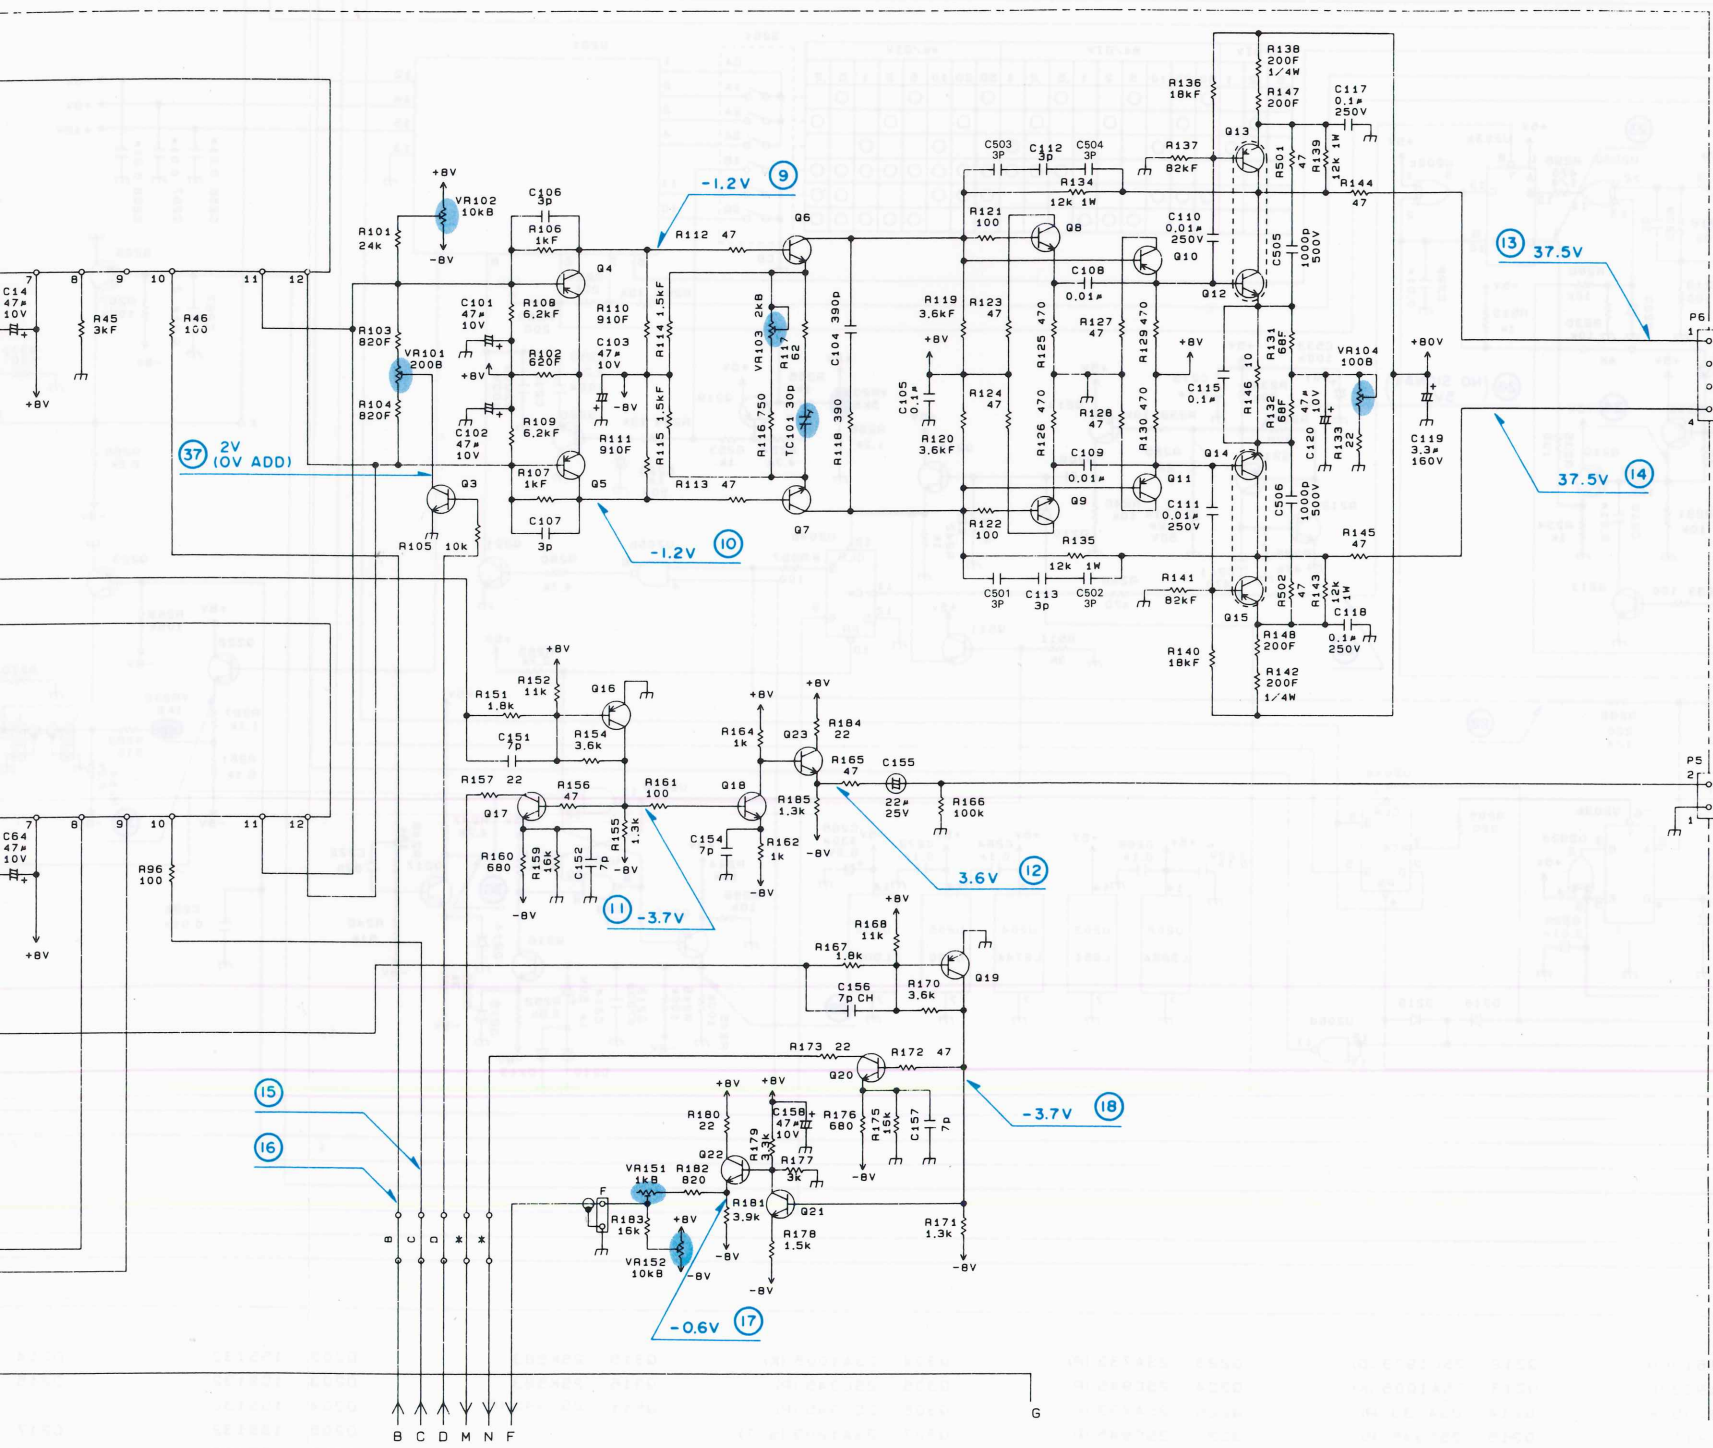 R138
200F
1/4W
R147
200F
R136
18kF
C117
0.1µ
250V
Q13
R137
82kF
R501
47
R139
12k 1W
R144
47
C503
3P
C112
3p
C504
3P
R134
12k 1W
C110
0.01µ
250V
R121
100
Q6
Q8
Q10
Q12
C505
1000p
500V
13 37.5V
-1.2V 9
+8V
VR102
10kB
-8V
R101
24k
C106
3p
R106
1kF
R112 47
Q4
C108
0.01µ
7
8
9
10
11
12
C14
47µ
10V
+8V
R45
3kF
R46
100
R103
820F
VR101
200B
R104
820F
C101
47µ
10V
R108
6.2kF
R110
910F
R102
620F
+8V
C103
47µ
10V
-8V
R114 1.5kF
VR103 2kB
R117
62
C104 390p
R119
3.6kF
R123
47
R125 470
R127
47
R129 470
+8V
+8V
C105
0.1µ
R131
68F
C115
0.1µ
R146 10
R132
68F
VR104
100B
+80V
P6
1
4
C102
47µ
10V
R109
6.2kF
R111
910F
R115 1.5kF
R116 750
TC101 30p
R118 390
R124
47
R120
3.6kF
R126 470
R128
47
R130 470
C120 47µ
10V
R133
22
C119
3.3µ
160V
37 2V
(0V ADD)
R107
1kF
Q5
R113 47
Q3
R105 10k
C107
3p
Q7
C109
0.01µ
Q14
Q9
Q11
R122
100
C111
0.01µ
250V
C506
1000p
500V
37.5V 14
-1.2V 10
R135
12k 1W
R145
47
C501
3P
C113
3p
C502
3P
R141
82kF
Q15
R502
47
R143
12k
1W
C118
0.1µ
250V
R148
200F
R140
18kF
R142
200F
1/4W
+8V
R152
11k
Q16
R151
1.8k
C151
7p
R154
3.6k
+8V
+8V
R164
1k
R184
22
Q23
R165
47
C155
22µ
25V
R166
100k
P5
2
1
R157 22
R156
47
R161
100
Q17
Q18
R185
1.3k
-8V
7
8
9
10
11
12
C64
47µ
10V
+8V
R96
100
R160
680
R159
16k
C152
7p
R155
1.3k
-8V
-8V
C154
7p
R162
1k
-8V
3.6V 12
11 -3.7V
+8V
R168
11k
R167
1.8k
Q19
C156
7p CH
R170
3.6k
R173 22
R172 47
Q20
15
16
+8V
R180
22
+8V
C158
47µ
10V
R179
3.3k
R176
680
R175
15k
C157
7p
-8V
-3.7V 18
Q22
R177
3k
VR151
1kB
R182
820
F
R181
3.9k
Q21
R183
16k
+8V
VR152
10kB
-8V
-8V
R178
1.5k
-8V
R171
1.3k
-8V
B
C
D
*
*
-0.6V 17
B C D M N F
G